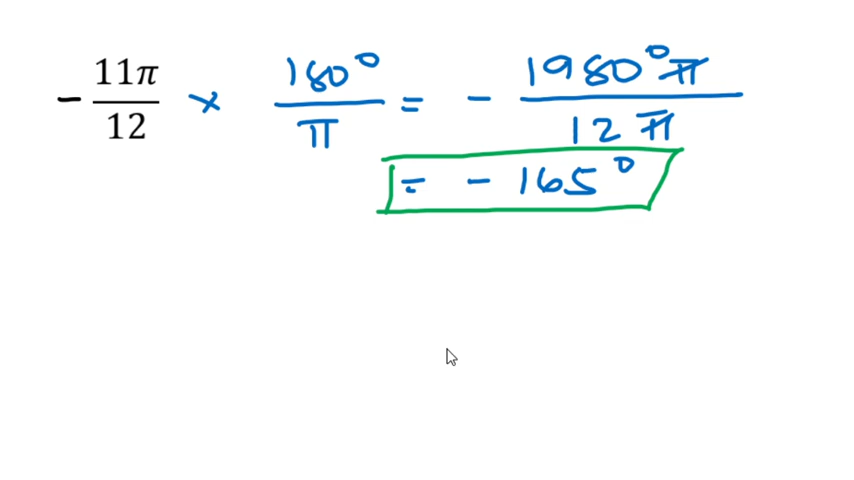 - 11π/12 × 180°/π = - 1980°π/12π
= - 165°